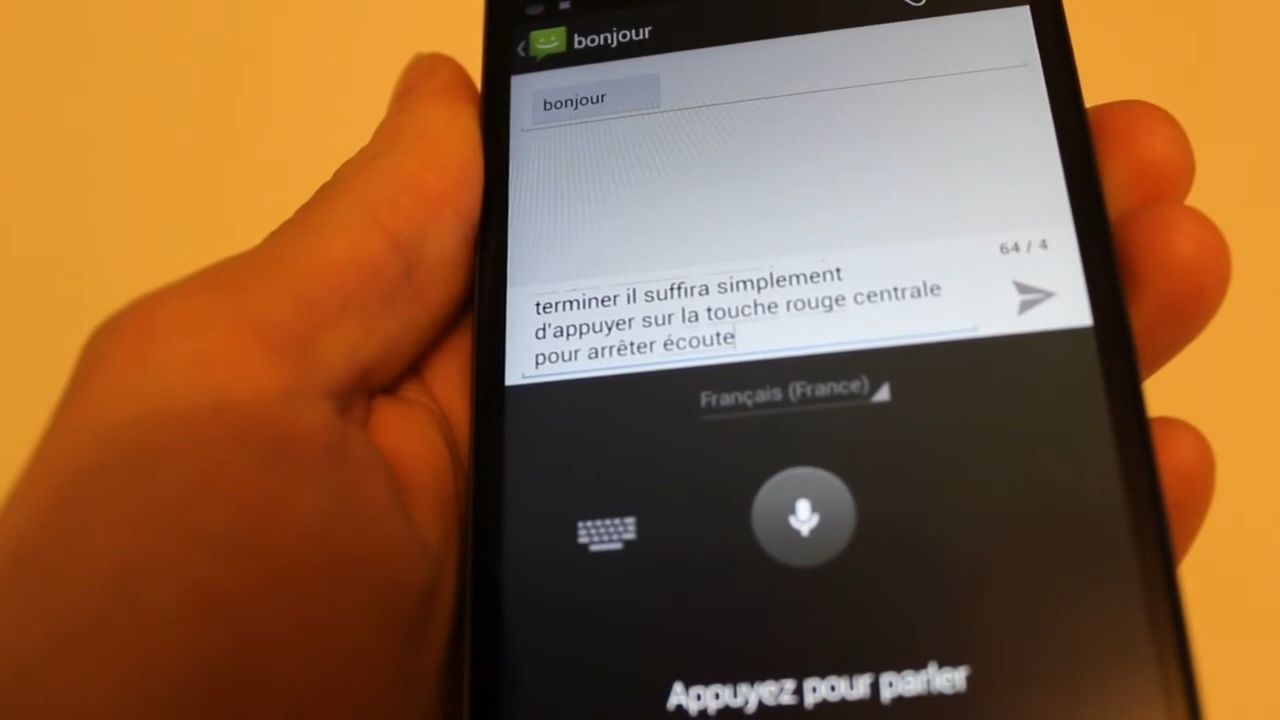 bonjour
bonjour
64 / 4
terminer il suffira simplement
d'appuyer sur la touche rouge centrale
pour arrêter écoute
Français (France)
Appuyez pour parler